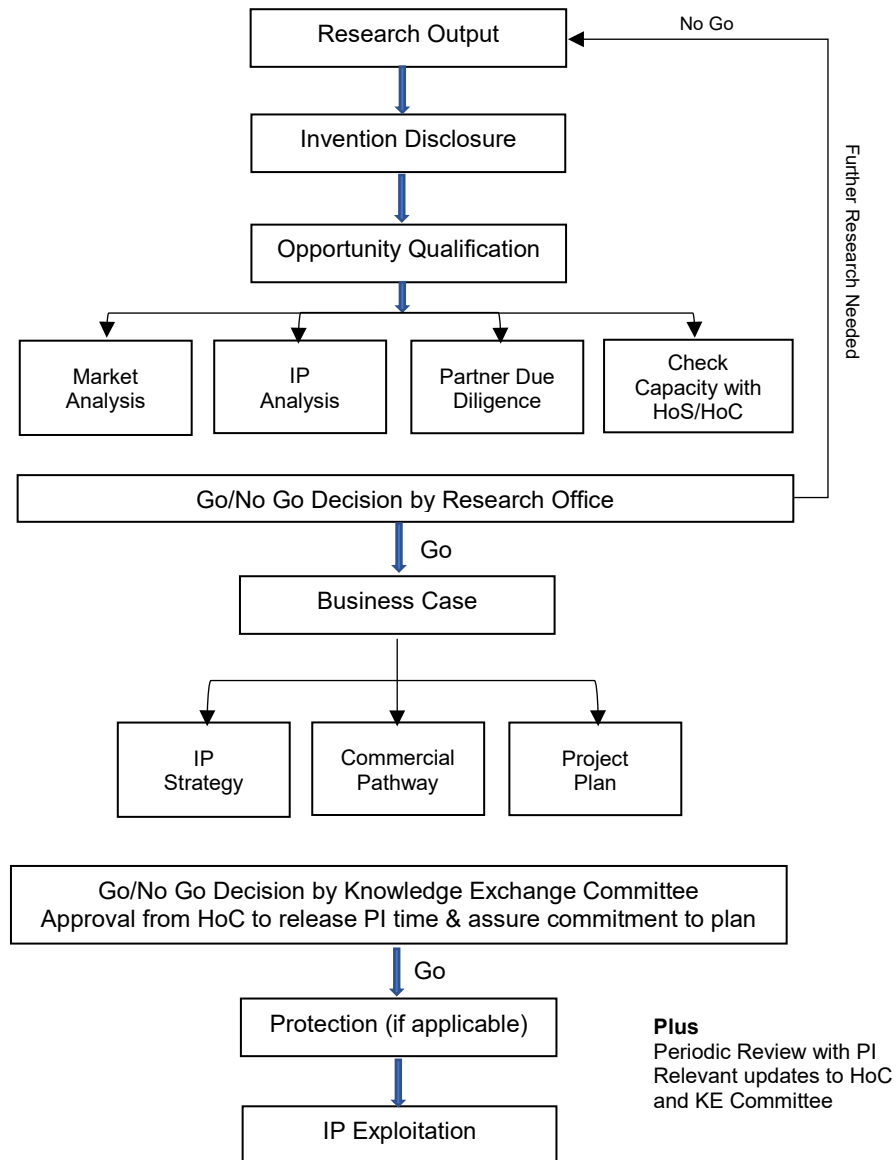 Research Output
No Go
Invention Disclosure
Further Research Needed
Opportunity Qualification
Market
Analysis
IP
Analysis
Partner Due
Diligence
Check
Capacity with
HoS/HoC
Go/No Go Decision by Research Office
Go
Business Case
IP
Strategy
Commercial
Pathway
Project
Plan
Go/No Go Decision by Knowledge Exchange Committee
Approval from HoC to release PI time & assure commitment to plan
Go
Protection (if applicable)
Plus
Periodic Review with PI
Relevant updates to HoC
and KE Committee
IP Exploitation